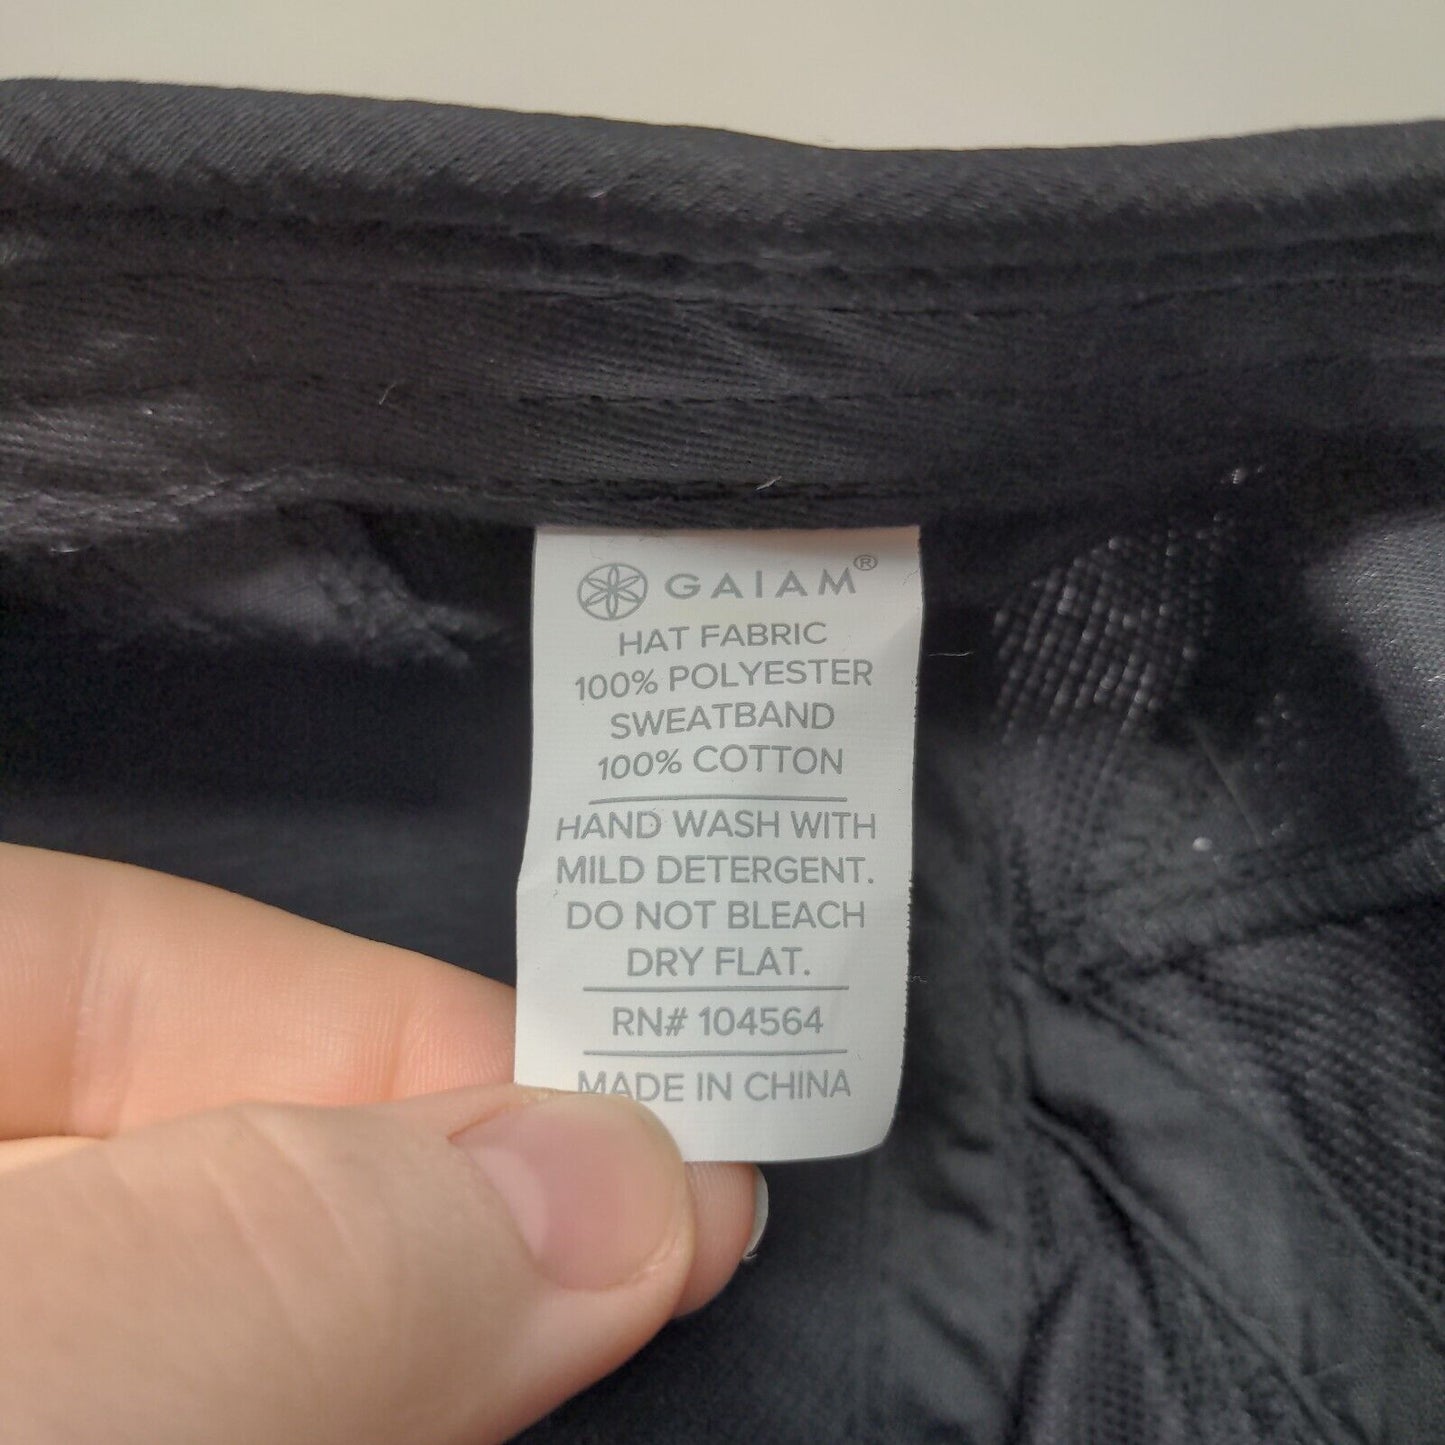 GAIAM®
HAT FABRIC
100% POLYESTER
SWEATBAND
100% COTTON
HAND WASH WITH
MILD DETERGENT.
DO NOT BLEACH
DRY FLAT.
RN# 104564
MADE IN CHINA